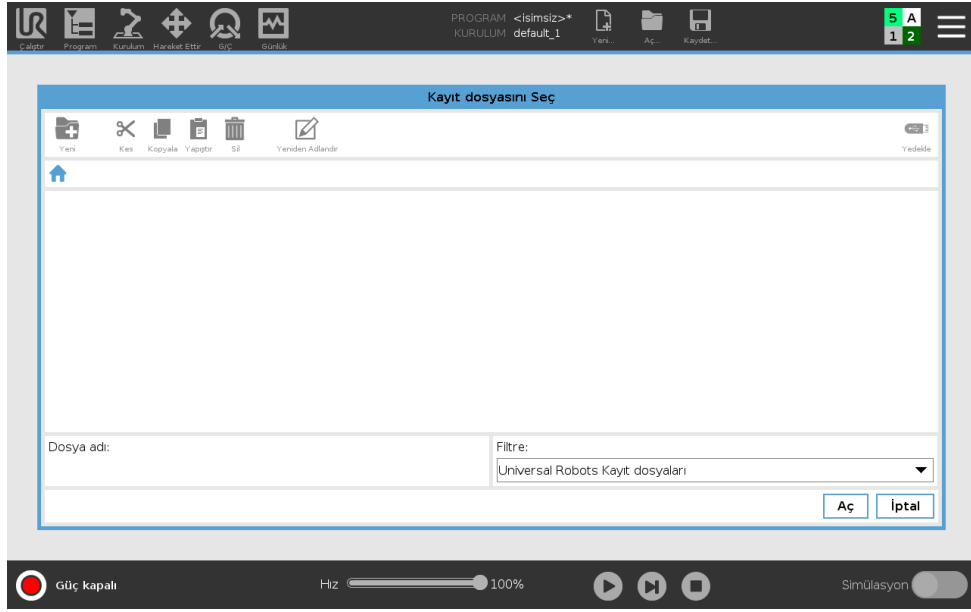 PROGRAM <isimsiz>*
KURULUM default_1
Çalıştır Program Kurulum Hareket Ettir G/Ç Günlük Yeni... Aç... Kaydet...
5 A
1 2
Kayıt dosyasını Seç
Yeni Kes Kopyala Yapıştır Sil Yeniden Adlandır Yedekle
Dosya adı: Filtre:
Universal Robots Kayıt dosyaları
Aç İptal
Güç kapalı Hız 100% Simülasyon